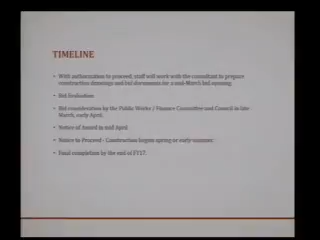 TIMELINE
• With authorization to proceed, staff will work with the consultant to prepare
construction drawings and bid documents for a mid-March bid opening.
• Bid Evaluation
• Bid consideration by the Public Works / Finance Committee and Council in late
March, early April.
• Notice of Award in mid April
• Notice to Proceed - Construction begins spring or early summer
• Final completion by the end of FY17.